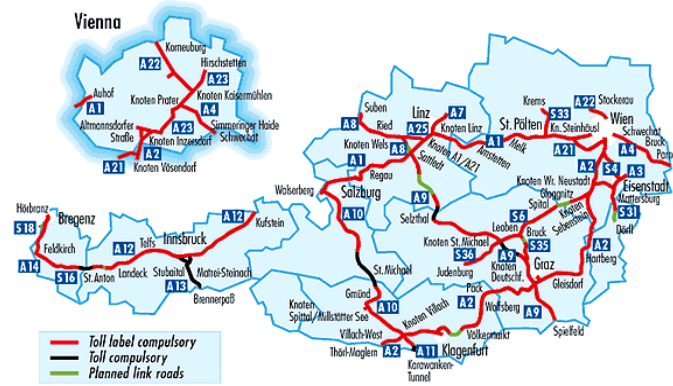 Vienna
Korneuburg
A22
Hirschstetten
A23
Auhof
A1
Knoten Prater
Knoten Kaisermühlen
A4
Altmannsdorfer
Straße
A23
Simmeringer Haide
Schwechat
Knoten Inzersdorf
A2
A21
Knoten Vösendorf
Suben
A8
Ried
Linz
A25
A7
Knoten Linz
Krems
S33
A22
Stockerau
St. Pölten
Kn. Steinhäusl
Wien
Schwechat
A4
Bruck
Parn
Knoten Wels
A8
Sattledt
Knoten A1/A21
Amstetten
A1
Melk
A21
A2
S4
A3
Eisenstadt
Mattersburg
S31
Dörfl
A1
Regau
Walserberg
Salzburg
A10
A9
Selzthal
Knoten Wr. Neustadt
Gloggnitz
Spital
Knoten
Seebenstein
S6
Leoben
Bruck
S35
Knoten St.Michael
S36
Judenburg
A9
Knoten
Deutschf.
Graz
A2
Hartberg
Gleisdorf
Hörbranz
S18
Bregenz
Feldkirch
A14
S16
St.Anton
A12
Landeck
Telfs
Innsbruck
A12
Kufstein
Stubaital
A13
Matrei-Steinach
Brennerpaß
St.Michael
Gmünd
A10
Knoten
Spittal/Millstätter See
Knoten Villach
Villach-West
Thörl-Maglern
A2
A11
Karawanken-
Tunnel
Klagenfurt
Völkermarkt
A2
Pack
Wolfsberg
A9
Spielfeld
Toll label compulsory
Toll compulsory
Planned link roads